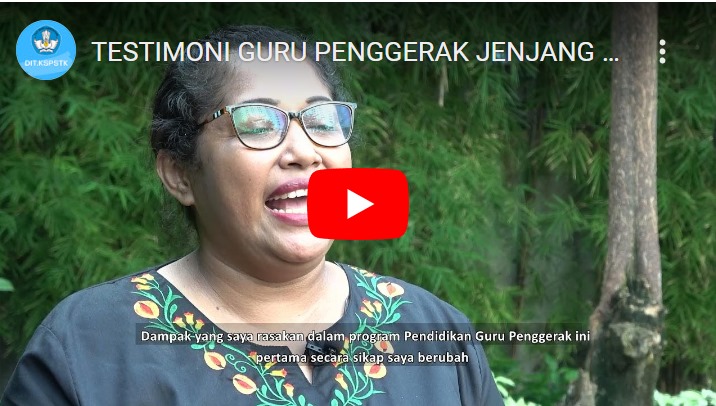 DIT.KSPSTK
TESTIMONI GURU PENGGERAK JENJANG ...
Dampak yang saya rasakan dalam program Pendidikan Guru Penggerak ini
pertama secara sikap saya berubah